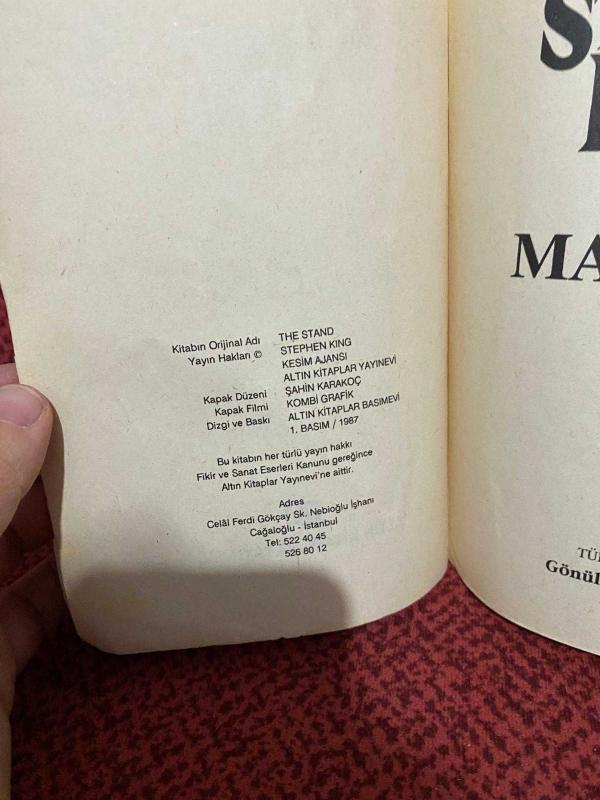 Kitabın Orijinal Adı THE STAND
Yayın Hakları © STEPHEN KING
KESİM AJANSI
ALTIN KİTAPLAR YAYINEVİ
Kapak Düzeni ŞAHİN KARAKOÇ
Kapak Filmi KOMBİ GRAFİK
Dizgi ve Baskı ALTIN KİTAPLAR BASIMEVİ
1. BASIM / 1987
Bu kitabın her türlü yayın hakkı
Fikir ve Sanat Eserleri Kanunu gereğince
Altın Kitaplar Yayınevi'ne aittir.
Adres
Celâl Ferdi Gökçay Sk. Nebioğlu İşhanı
Cağaloğlu - İstanbul
Tel: 522 40 45
526 80 12
MA
Gönül